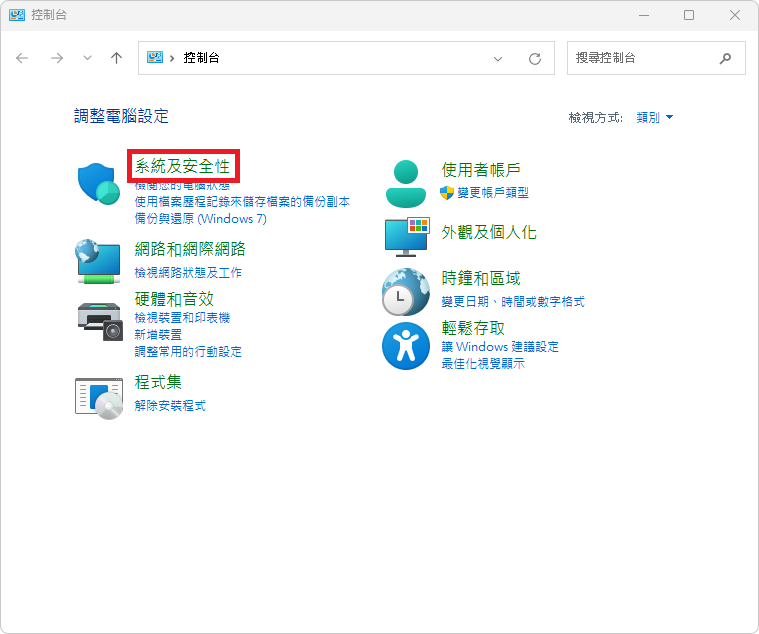 控制台
控制台
搜尋控制台
調整電腦設定
檢視方式: 類別
系統及安全性
檢閱您的電腦狀態
使用檔案歷程記錄來儲存檔案的備份副本
備份與還原 (Windows 7)
網路和網際網路
檢視網路狀態及工作
硬體和音效
檢視裝置和印表機
新增裝置
調整常用的行動設定
程式集
解除安裝程式
使用者帳戶
變更帳戶類型
外觀及個人化
時鐘和區域
變更日期、時間或數字格式
輕鬆存取
讓 Windows 建議設定
最佳化視覺顯示